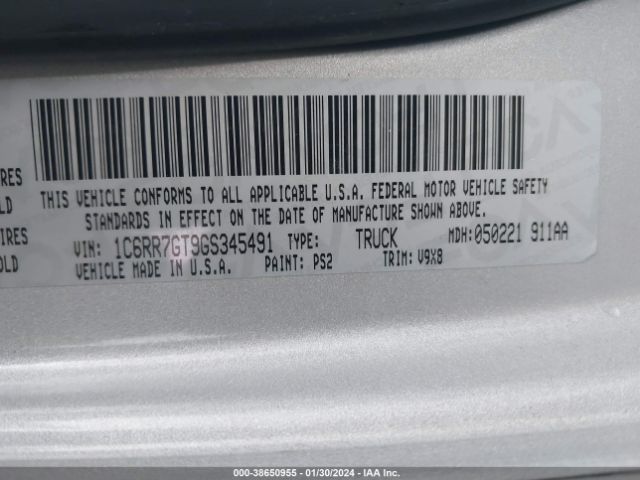 IRES
LD
THIS VEHICLE CONFORMS TO ALL APPLICABLE U.S.A. FEDERAL MOTOR VEHICLE SAFETY
STANDARDS IN EFFECT ON THE DATE OF MANUFACTURE SHOWN ABOVE.
IRES
OLD
VIN: 1C6RR7GT9GS345491 TYPE: TRUCK MDH: 050221 911AA
VEHICLE MADE IN U.S.A. PAINT: PS2 TRIM: V9X8
000-38650955 - 01/30/2024 - IAA Inc.